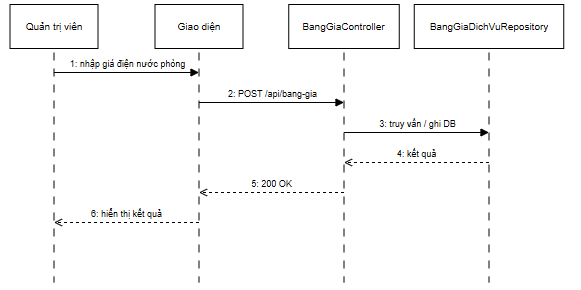 Quản trị viên
Giao diện
BangGiaController
BangGiaDichVuRepository
1: nhập giá điện nước phòng
2: POST /api/bang-gia
3: truy vấn / ghi DB
4: kết quả
5: 200 OK
6: hiển thị kết quả